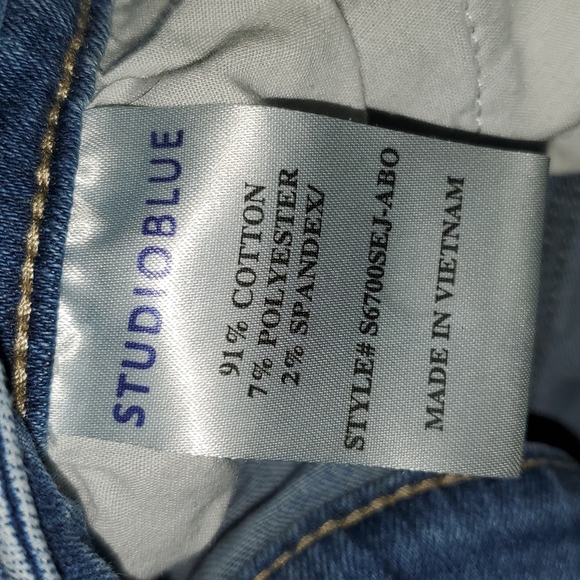 STUDIOBLUE
91% COTTON
7% POLYESTER
2% SPANDEX/
STYLE# S6700SEJ-ABO
MADE IN VIETNAM